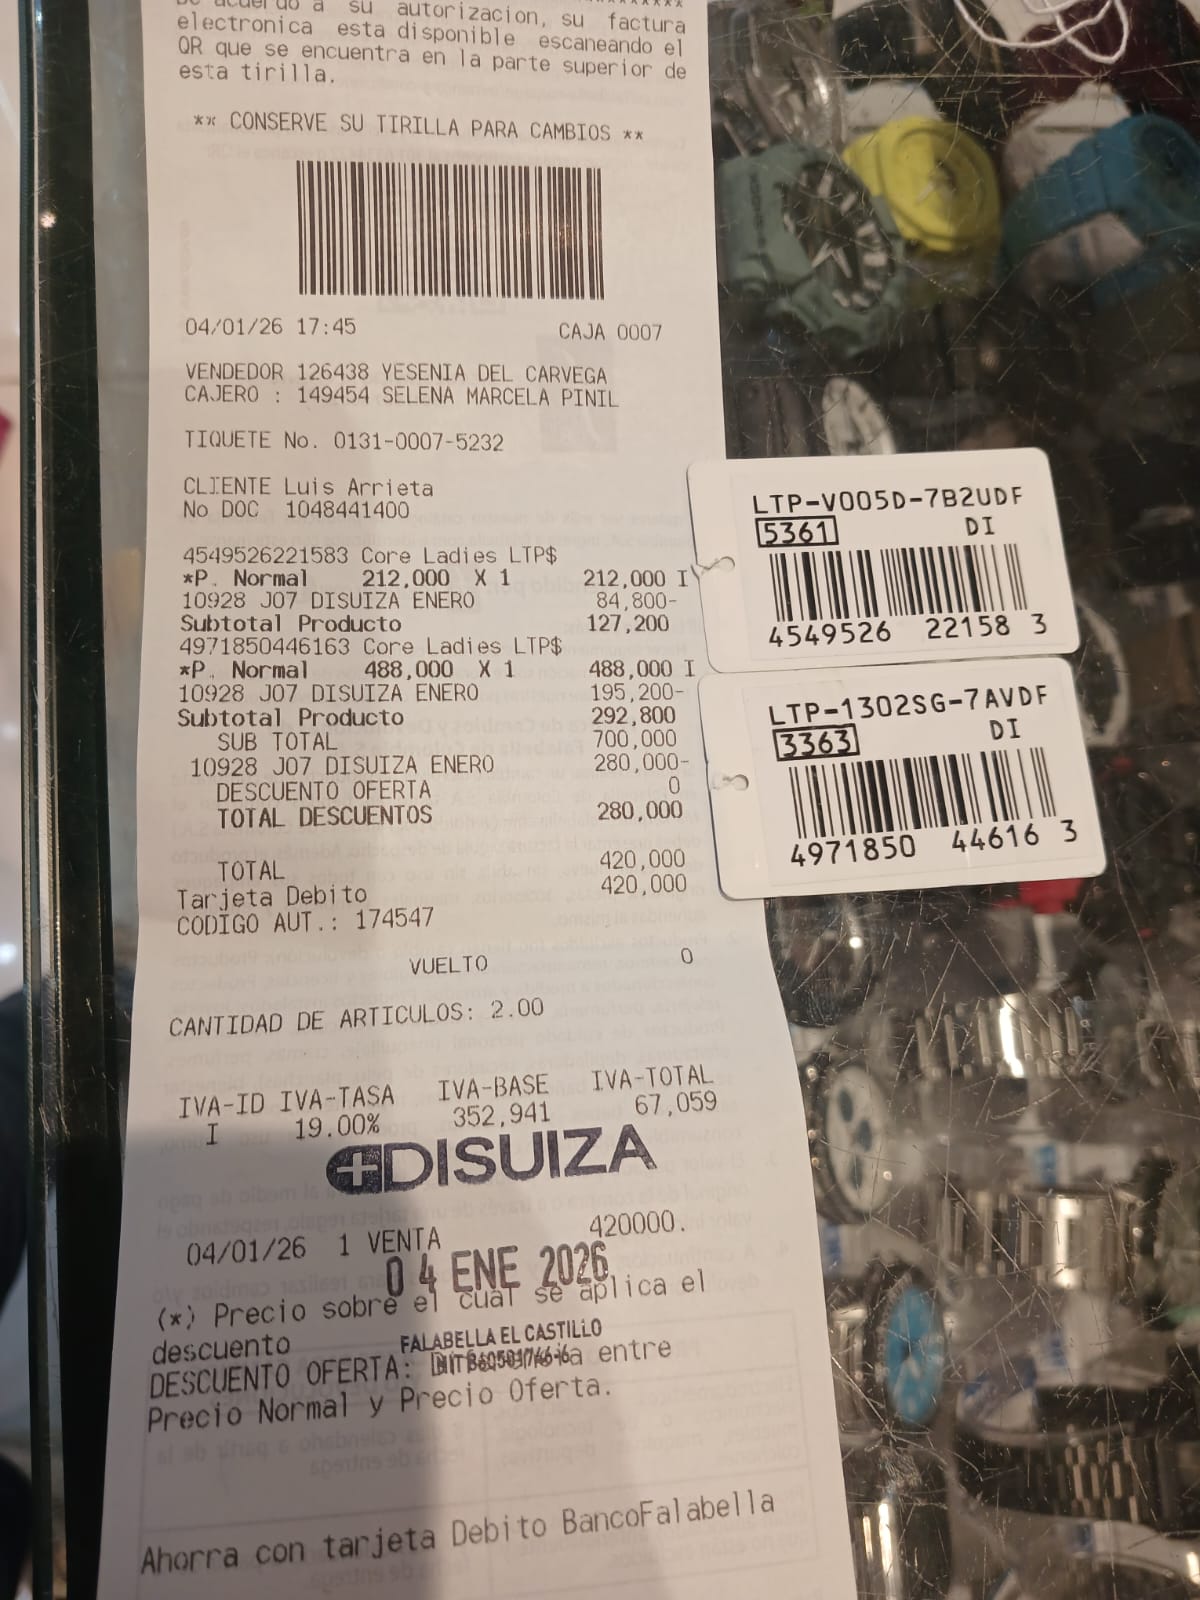 De acuerdo a su autorizacion, su factura
electronica esta disponible escaneando el
QR que se encuentra en la parte superior de
esta tirilla.
** CONSERVE SU TIRILLA PARA CAMBIOS **
04/01/26 17:45 CAJA 0007
VENDEDOR 126438 YESENIA DEL CARVEGA
CAJERO : 149454 SELENA MARCELA PINIL
TIQUETE No. 0131-0007-5232
CLIENTE Luis Arrieta
No DOC 1048441400
4549526221583 Core Ladies LTP$
*P. Normal 212,000 X 1 212,000 I
10928 J07 DISUIZA ENERO 84,800-
Subtotal Producto 127,200
4971850446163 Core Ladies LTP$
*P. Normal 488,000 X 1 488,000 I
10928 J07 DISUIZA ENERO 195,200-
Subtotal Producto 292,800
SUB TOTAL 700,000
10928 J07 DISUIZA ENERO 280,000-
DESCUENTO OFERTA 0
TOTAL DESCUENTOS 280,000
TOTAL 420,000
Tarjeta Debito 420,000
CODIGO AUT.: 174547
VUELTO 0
CANTIDAD DE ARTICULOS: 2.00
IVA-ID IVA-TASA IVA-BASE IVA-TOTAL
I 19.00% 352,941 67,059
DISUIZA
04/01/26 1 VENTA 420000.
04 ENE 2026
(*) Precio sobre el cual se aplica el
descuento
FALABELLA EL CASTILLO
DESCUENTO OFERTA: entre
Precio Normal y Precio Oferta.
Ahorra con tarjeta Debito BancoFalabella
LTP-V005D-7B2UDF
5361 DI
4549526 22158 3
LTP-1302SG-7AVDF
3363 DI
4971850 44616 3